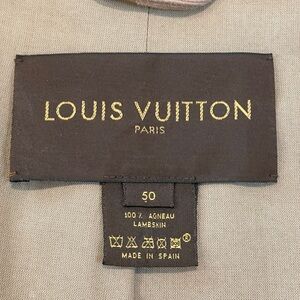 LOUIS VUITTON
PARIS
50
100 % AGNEAU
LAMBSKIN
MADE IN SPAIN